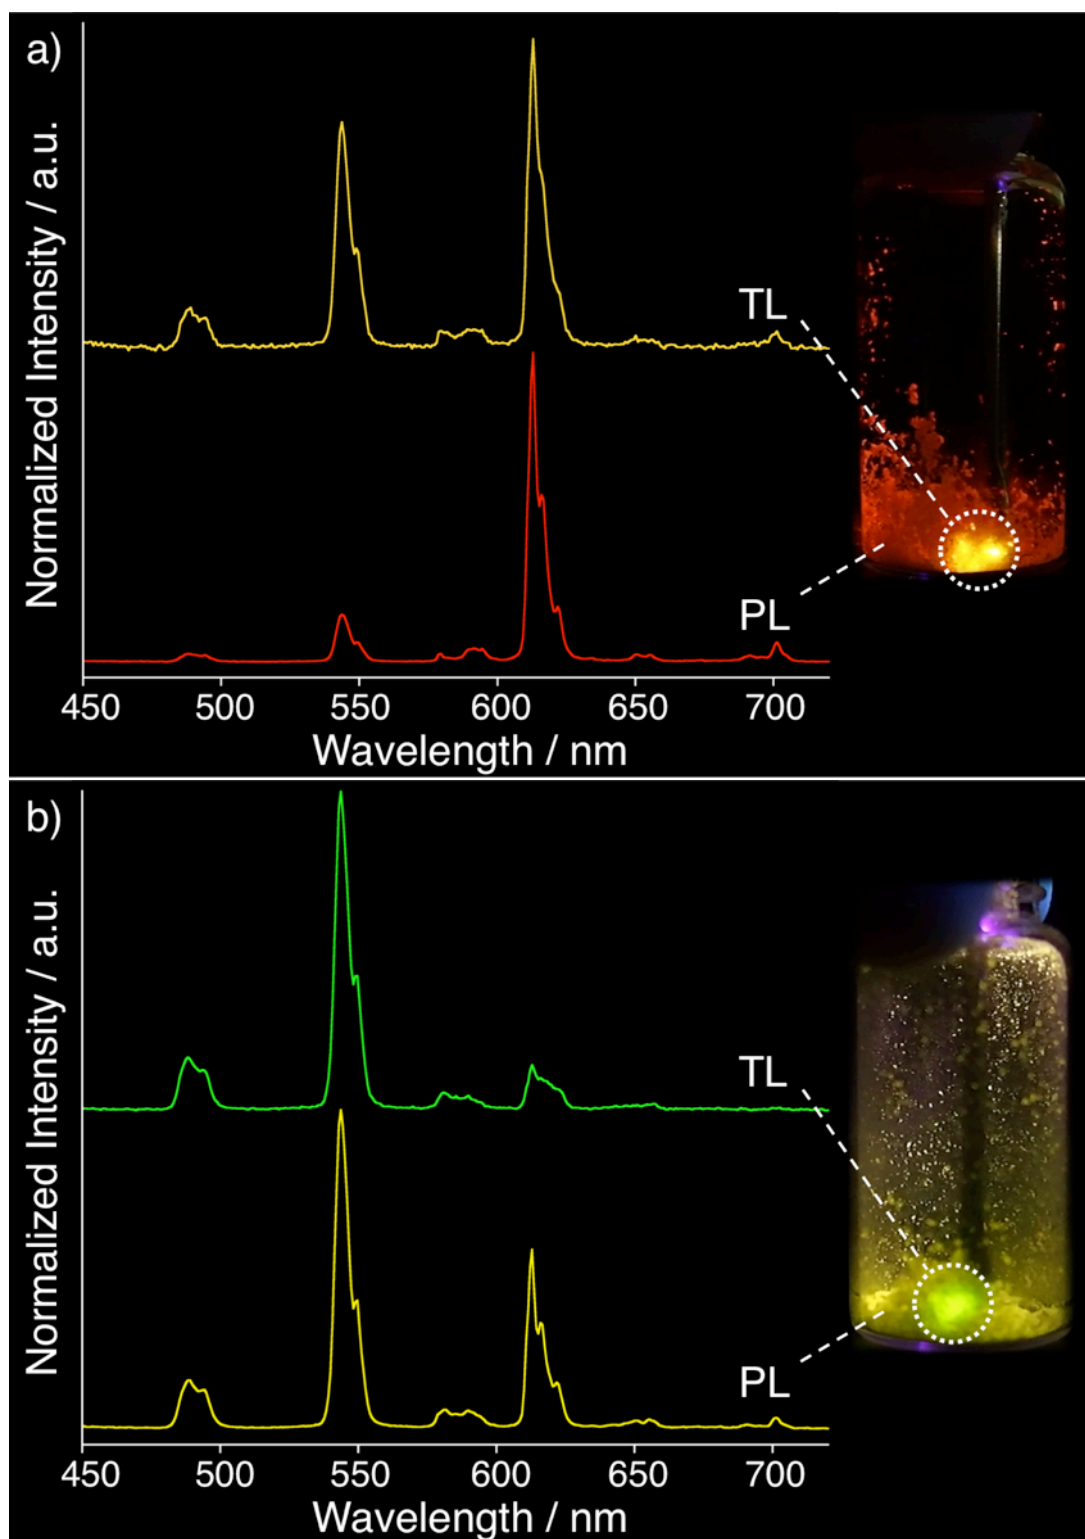 a)
Normalized Intensity / a.u.
TL
PL
450 500 550 600 650 700
Wavelength / nm
b)
Normalized Intensity / a.u.
TL
PL
450 500 550 600 650 700
Wavelength / nm